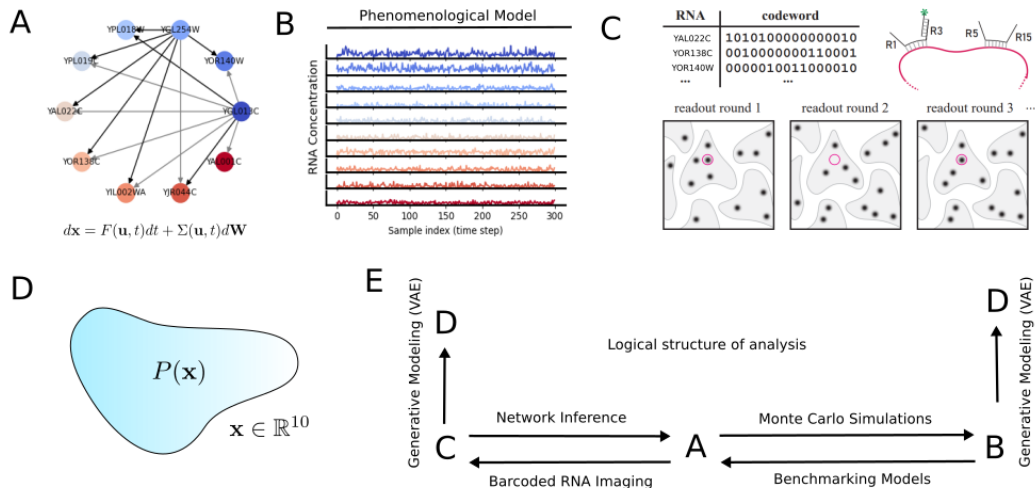 A
YPL018W
YGL254W
YPL019C
YOR140W
YAL022C
YGL013C
YOR138C
YAL001C
YIL002WA
YJR044C
dx = F(u, t)dt + Σ(u, t)dW
B
Phenomenological Model
RNA Concentration
0 50 100 150 200 250 300
Sample index (time step)
C
RNA codeword
YAL022C 1010100000000010
YOR138C 0010000000110001
YOR140W 0000010011000010
... ...
R1 R3 R5 R15
readout round 1 readout round 2 readout round 3 ...
D
P(x)
x ∈ ℝ¹⁰
E
Generative Modeling (VAE)
D
Logical structure of analysis
D
Generative Modeling (VAE)
Network Inference Monte Carlo Simulations
C A B
Barcoded RNA Imaging Benchmarking Models